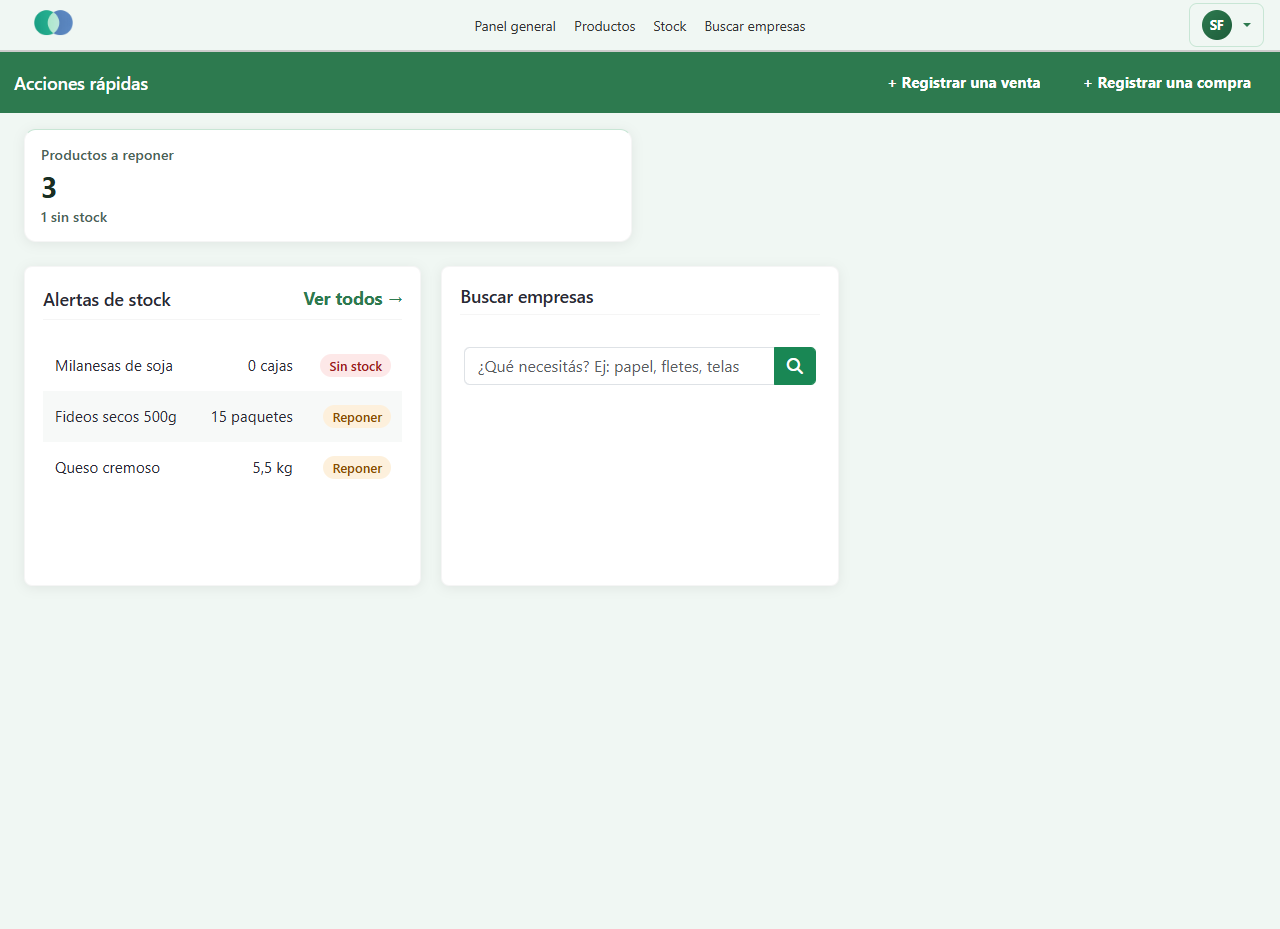 Panel general Productos Stock Buscar empresas SF
Acciones rápidas + Registrar una venta + Registrar una compra
Productos a reponer
3
1 sin stock
Alertas de stock Ver todos →
Milanesas de soja 0 cajas Sin stock
Fideos secos 500g 15 paquetes Reponer
Queso cremoso 5,5 kg Reponer
Buscar empresas
¿Qué necesitás? Ej: papel, fletes, telas